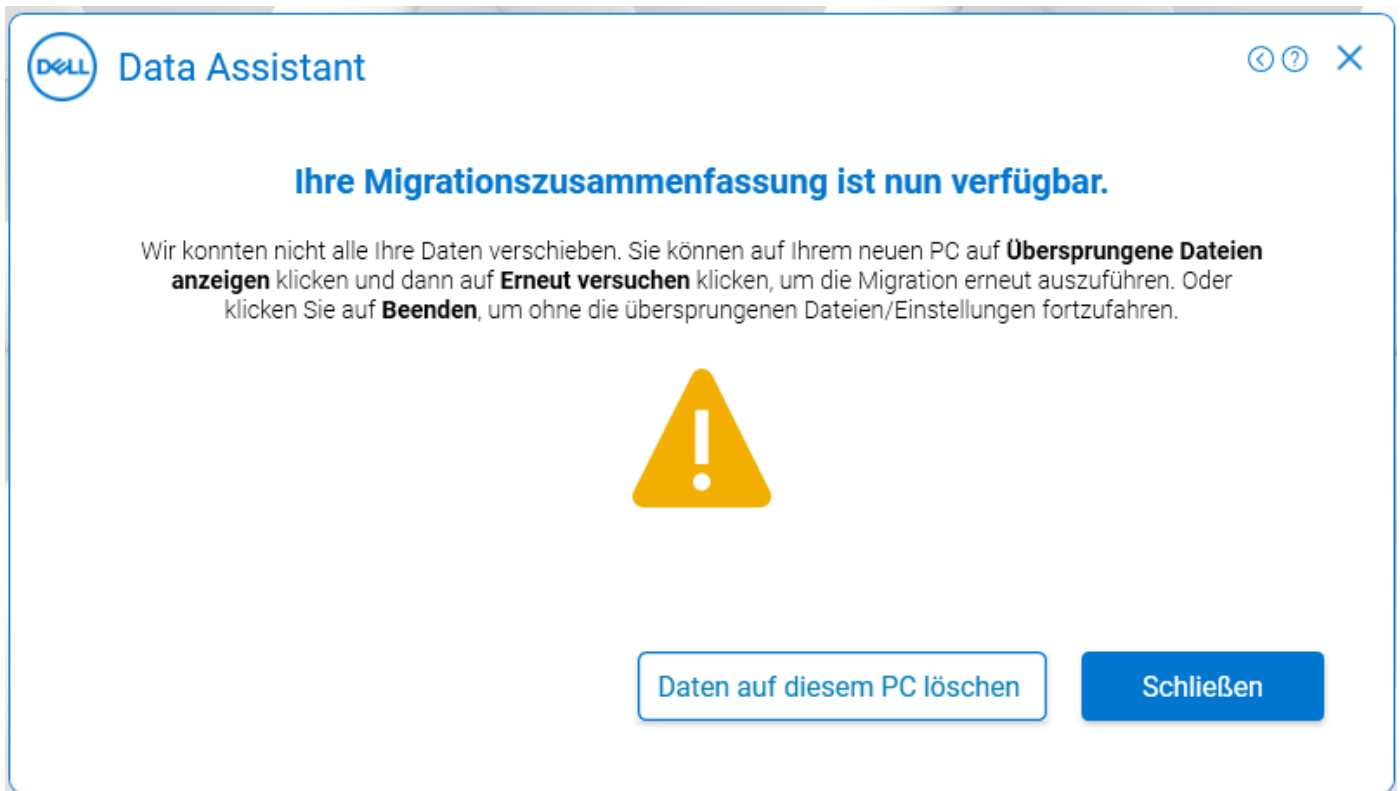 DELL
Data Assistant
Ihre Migrationszusammenfassung ist nun verfügbar.
Wir konnten nicht alle Ihre Daten verschieben. Sie können auf Ihrem neuen PC auf Übersprungene Dateien
anzeigen klicken und dann auf Erneut versuchen klicken, um die Migration erneut auszuführen. Oder
klicken Sie auf Beenden, um ohne die übersprungenen Dateien/Einstellungen fortzufahren.
Daten auf diesem PC löschen
Schließen